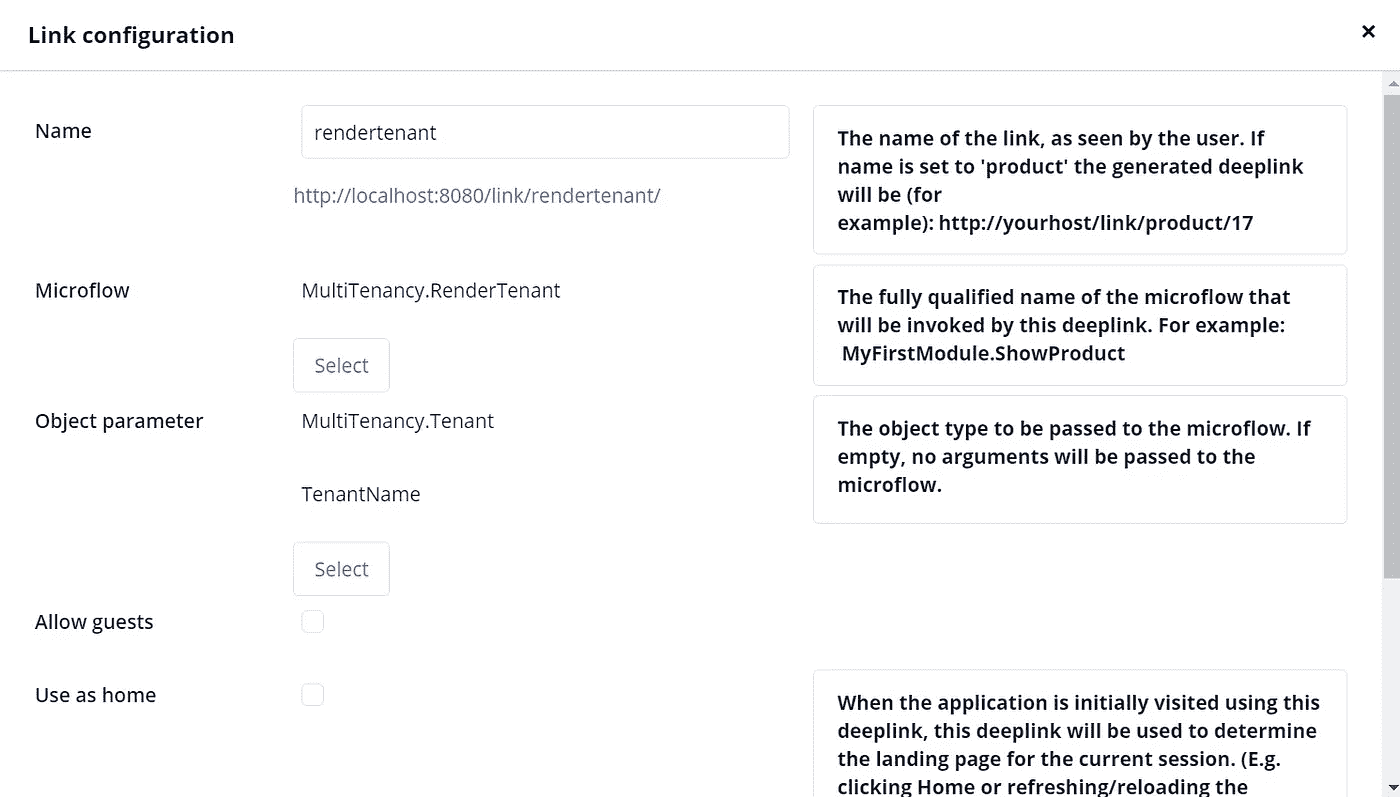 Link configuration
×
Name
rendertenant
http://localhost:8080/link/rendertenant/
The name of the link, as seen by the user. If
name is set to 'product' the generated deeplink
will be (for
example): http://yourhost/link/product/17
Microflow
MultiTenancy.RenderTenant
Select
The fully qualified name of the microflow that
will be invoked by this deeplink. For example:
MyFirstModule.ShowProduct
Object parameter
MultiTenancy.Tenant
TenantName
Select
The object type to be passed to the microflow. If
empty, no arguments will be passed to the
microflow.
Allow guests
Use as home
When the application is initially visited using this
deeplink, this deeplink will be used to determine
the landing page for the current session. (E.g.
clicking Home or refreshing/reloading the